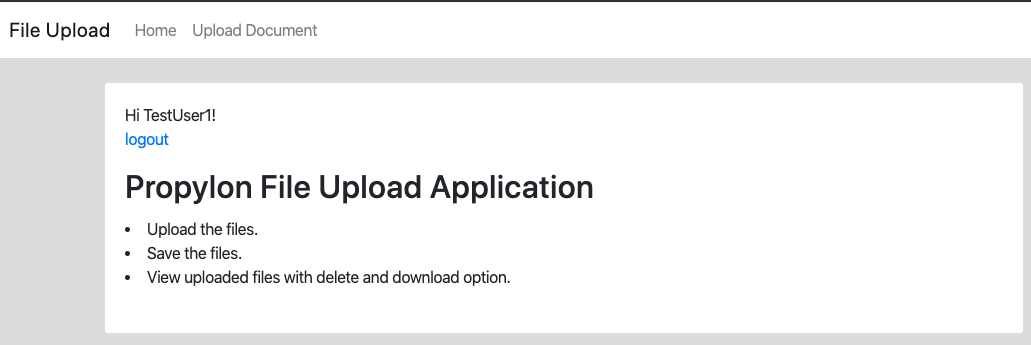 File Upload Home Upload Document
Hi TestUser1!
logout
Propylon File Upload Application
• Upload the files.
• Save the files.
• View uploaded files with delete and download option.